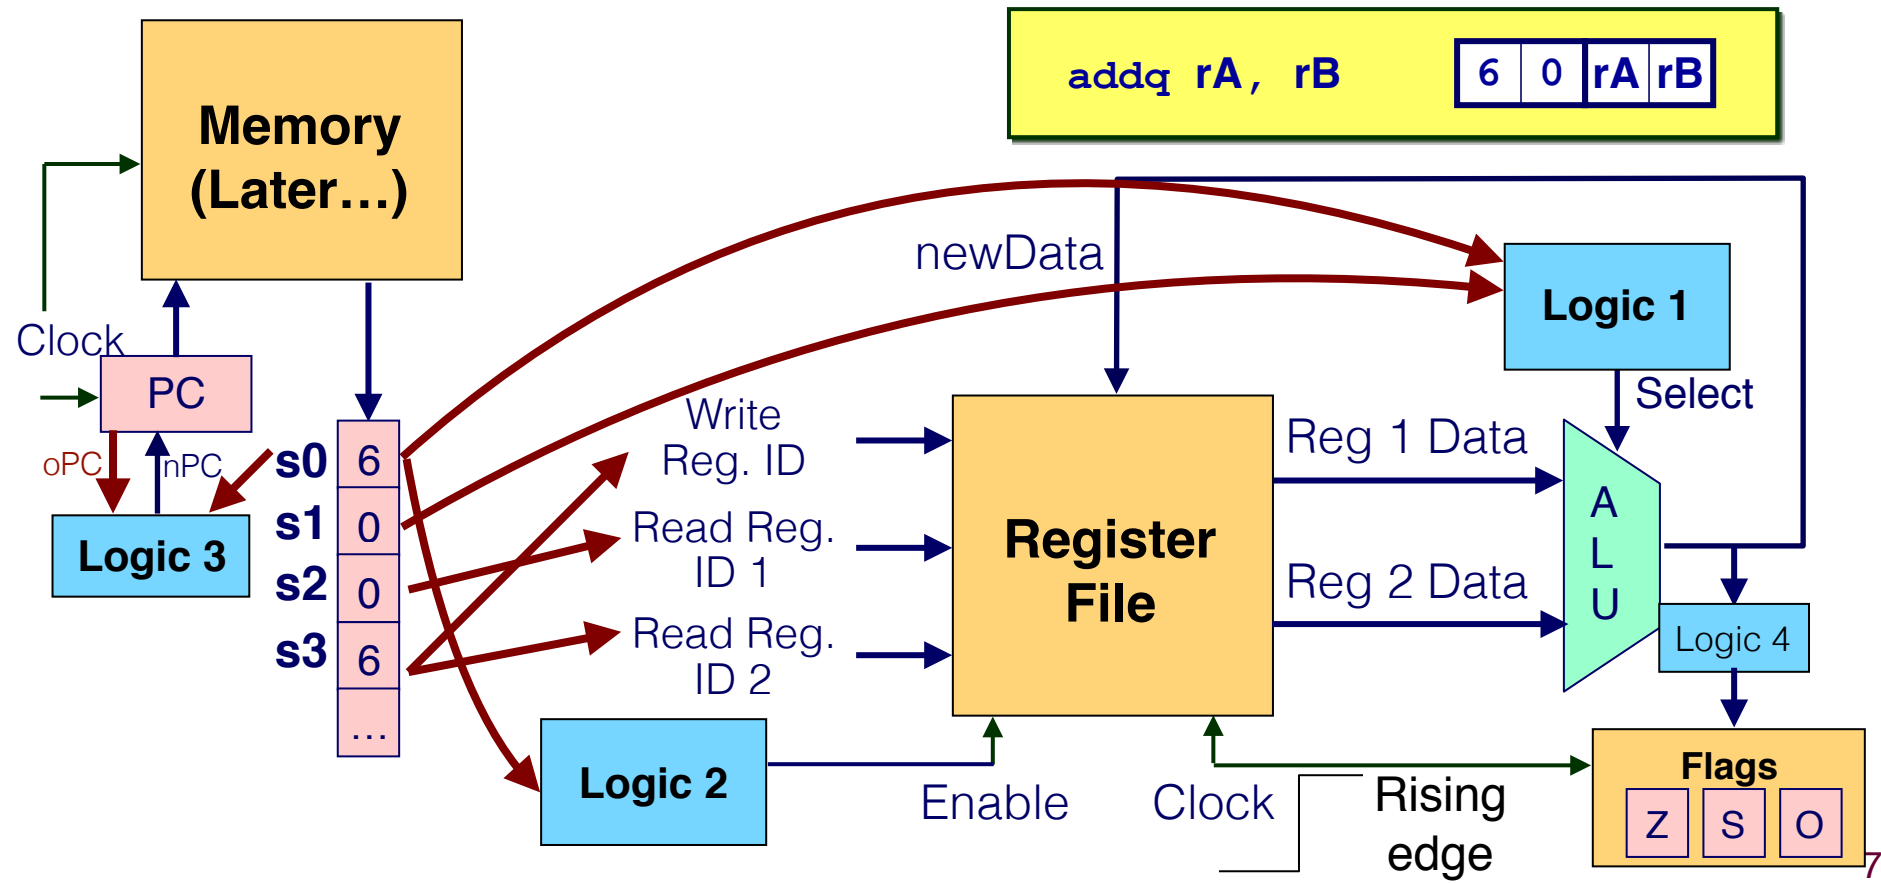 addq rA, rB
6 0 rA rB
Memory
(Later...)
newData
Logic 1
Clock
PC
Select
Write
Reg. ID
Reg 1 Data
oPC
nPC
s0 6
s1 0
s2 0
s3 6
...
Logic 3
Read Reg.
ID 1
Read Reg.
ID 2
Register
File
A
L
U
Reg 2 Data
Logic 4
Logic 2
Enable
Clock
Rising
edge
Flags
Z S O
7